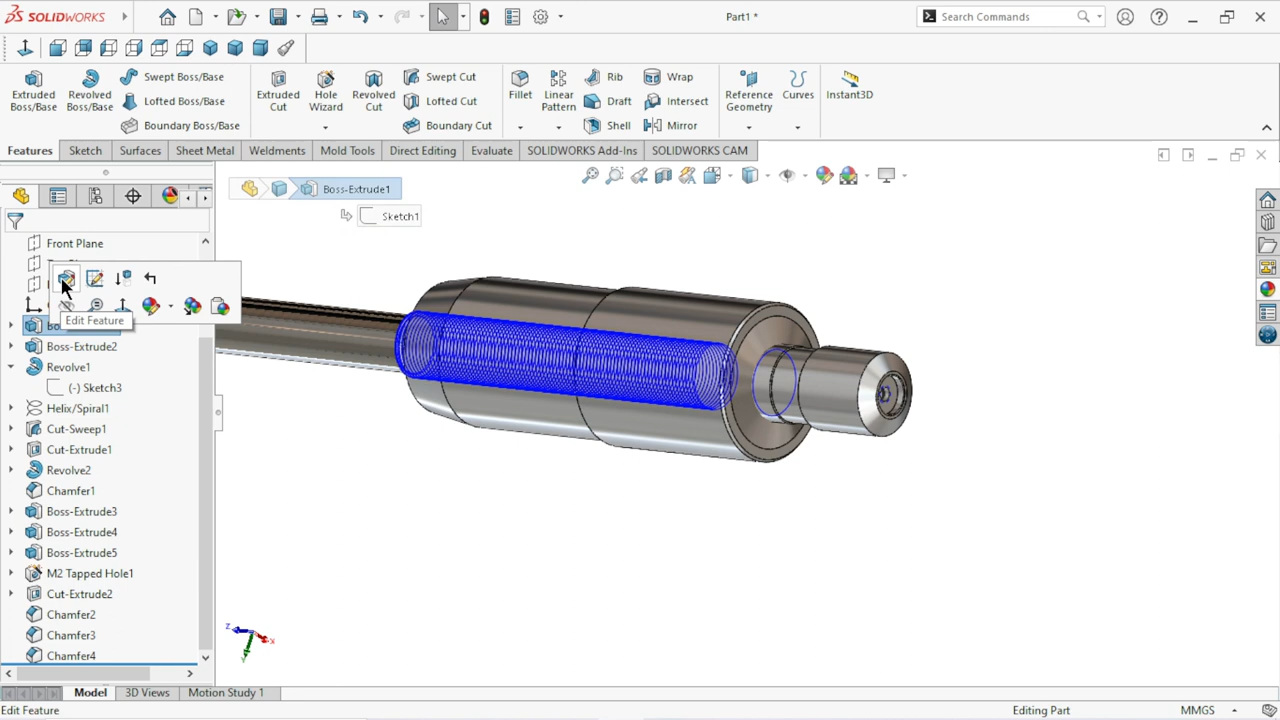 SOLIDWORKS
Part1 *
Search Commands
Extruded Boss/Base
Revolved Boss/Base
Swept Boss/Base
Lofted Boss/Base
Boundary Boss/Base
Extruded Cut
Hole Wizard
Revolved Cut
Swept Cut
Lofted Cut
Boundary Cut
Fillet
Linear Pattern
Rib
Draft
Shell
Wrap
Intersect
Mirror
Reference Geometry
Curves
Instant3D
Features
Sketch
Surfaces
Sheet Metal
Weldments
Mold Tools
Direct Editing
Evaluate
SOLIDWORKS Add-Ins
SOLIDWORKS CAM
Boss-Extrude1
Sketch1
Front Plane
Edit Feature
Boss-Extrude2
Revolve1
(-) Sketch3
Helix/Spiral1
Cut-Sweep1
Cut-Extrude1
Revolve2
Chamfer1
Boss-Extrude3
Boss-Extrude4
Boss-Extrude5
M2 Tapped Hole1
Cut-Extrude2
Chamfer2
Chamfer3
Chamfer4
Z
X
Y
Model
3D Views
Motion Study 1
Edit Feature
Editing Part
MMGS